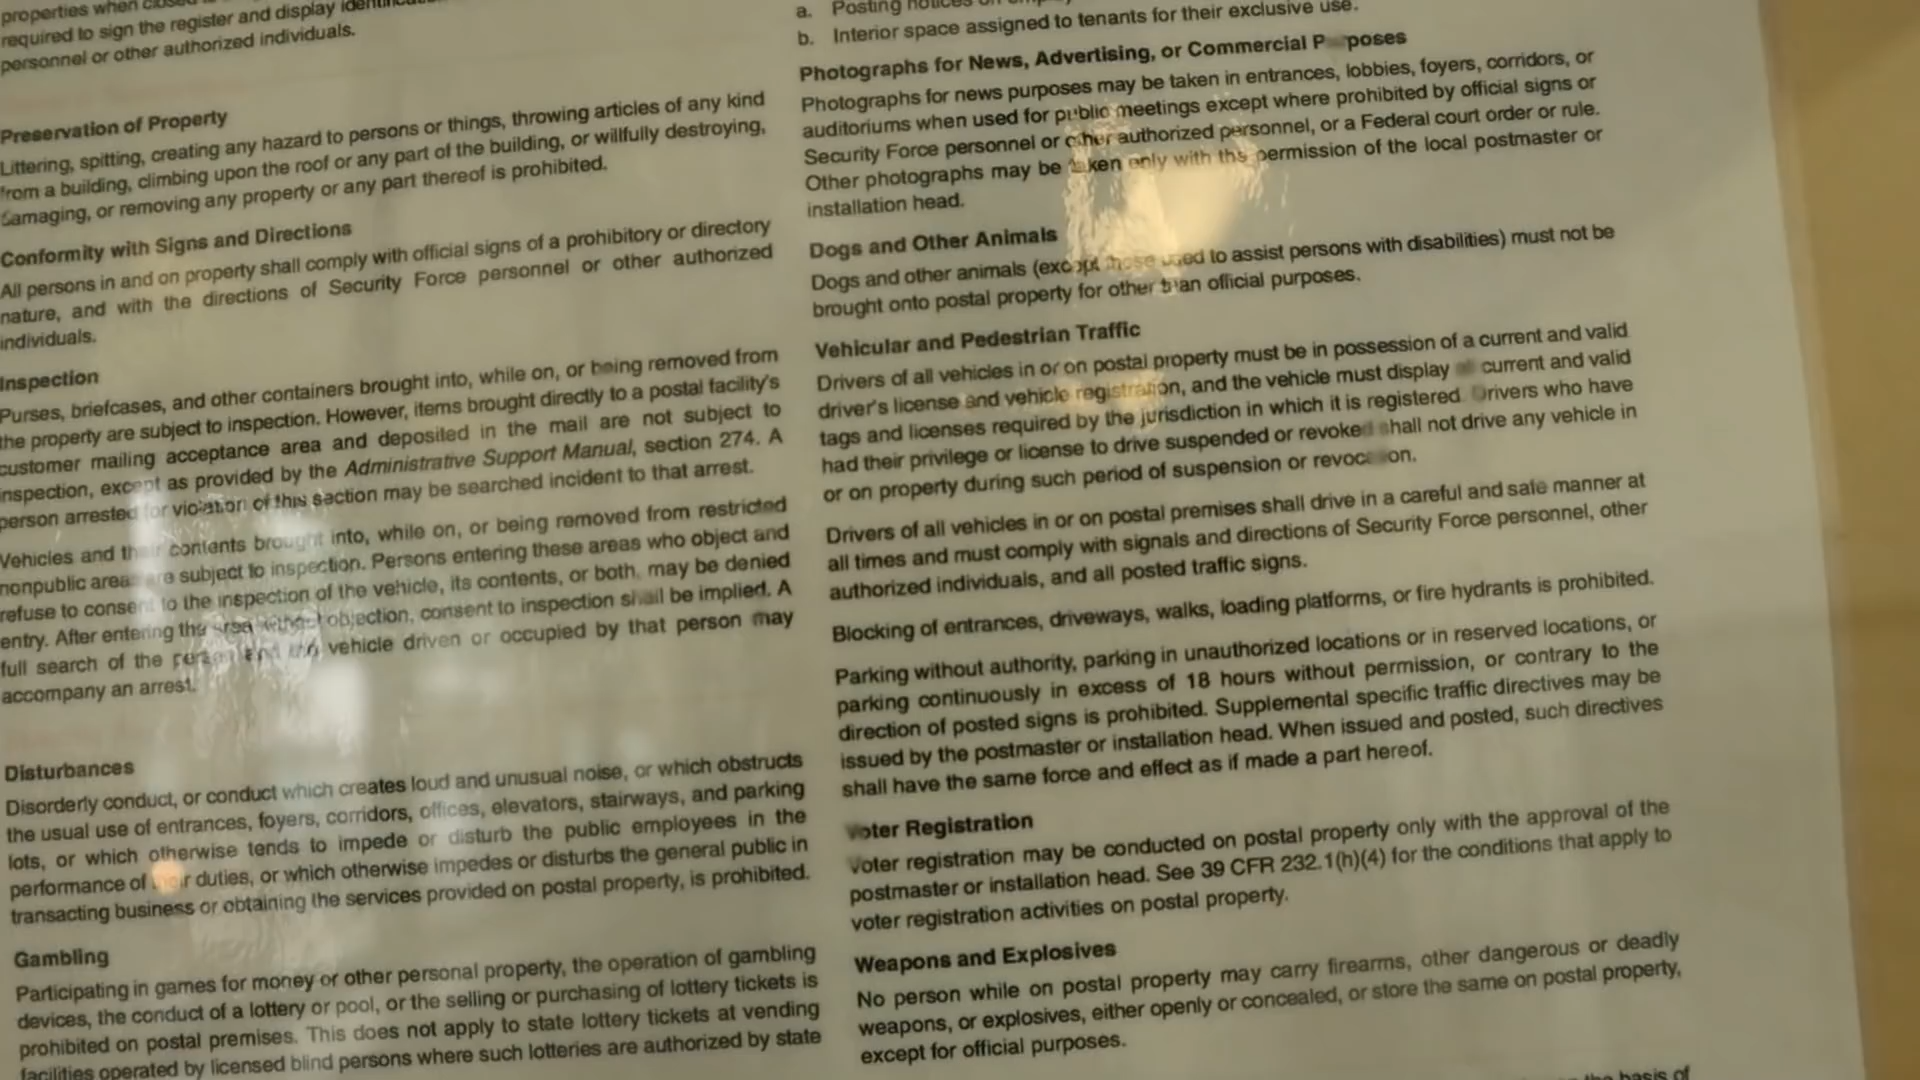 properties when closed
required to sign the register and display
personnel or other authorized individuals.
Preservation of Property
Littering, spitting, creating any hazard to persons or things, throwing articles of any kind
from a building, climbing upon the roof or any part of the building, or willfully destroying,
damaging, or removing any property or any part thereof is prohibited.
Conformity with Signs and Directions
All persons in and on property shall comply with official signs of a prohibitory or directory
nature, and with the directions of Security Force personnel or other authorized
individuals.
Inspection
Purses, briefcases, and other containers brought into, while on, or being removed from
the property are subject to inspection. However, items brought directly to a postal facility's
customer mailing acceptance area and deposited in the mail are not subject to
inspection, except as provided by the Administrative Support Manual, section 274. A
person arrested for violation of this section may be searched incident to that arrest.
Vehicles and their contents brought into, while on, or being removed from restricted
nonpublic areas are subject to inspection. Persons entering these areas who object and
refuse to consent to the inspection of the vehicle, its contents, or both, may be denied
entry. After entering the area without objection, consent to inspection shall be implied. A
full search of the person and the vehicle driven or occupied by that person may
accompany an arrest.
Disturbances
Disorderly conduct, or conduct which creates loud and unusual noise, or which obstructs
the usual use of entrances, foyers, corridors, offices, elevators, stairways, and parking
lots, or which otherwise tends to impede or disturb the public employees in the
performance of their duties, or which otherwise impedes or disturbs the general public in
transacting business or obtaining the services provided on postal property, is prohibited.
Gambling
Participating in games for money or other personal property, the operation of gambling
devices, the conduct of a lottery or pool, or the selling or purchasing of lottery tickets is
prohibited on postal premises. This does not apply to state lottery tickets at vending
facilities operated by licensed blind persons where such lotteries are authorized by state
a. Posting notices on
b. Interior space assigned to tenants for their exclusive use.
Photographs for News, Advertising, or Commercial Purposes
Photographs for news purposes may be taken in entrances, lobbies, foyers, corridors, or
auditoriums when used for public meetings except where prohibited by official signs or
Security Force personnel or other authorized personnel, or a Federal court order or rule.
Other photographs may be taken only with the permission of the local postmaster or
installation head.
Dogs and Other Animals
Dogs and other animals (except those used to assist persons with disabilities) must not be
brought onto postal property for other than official purposes.
Vehicular and Pedestrian Traffic
Drivers of all vehicles in or on postal property must be in possession of a current and valid
driver's license and vehicle registration, and the vehicle must display all current and valid
tags and licenses required by the jurisdiction in which it is registered. Drivers who have
had their privilege or license to drive suspended or revoked shall not drive any vehicle in
or on property during such period of suspension or revocation.
Drivers of all vehicles in or on postal premises shall drive in a careful and safe manner at
all times and must comply with signals and directions of Security Force personnel, other
authorized individuals, and all posted traffic signs.
Blocking of entrances, driveways, walks, loading platforms, or fire hydrants is prohibited.
Parking without authority, parking in unauthorized locations or in reserved locations, or
parking continuously in excess of 18 hours without permission, or contrary to the
direction of posted signs is prohibited. Supplemental specific traffic directives may be
issued by the postmaster or installation head. When issued and posted, such directives
shall have the same force and effect as if made a part hereof.
Voter Registration
Voter registration may be conducted on postal property only with the approval of the
postmaster or installation head. See 39 CFR 232.1(h)(4) for the conditions that apply to
voter registration activities on postal property.
Weapons and Explosives
No person while on postal property may carry firearms, other dangerous or deadly
weapons, or explosives, either openly or concealed, or store the same on postal property,
except for official purposes.
the basis of